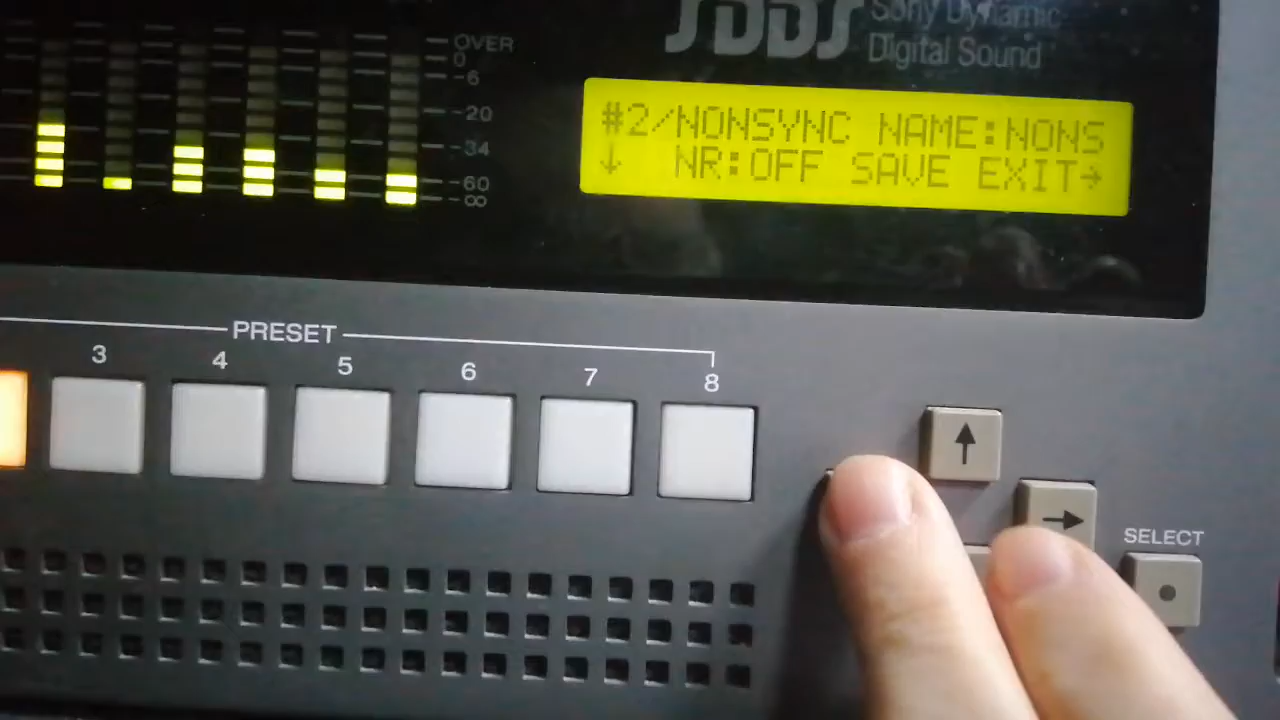 SDDS Sony Dynamic
Digital Sound
OVER
0
-6
-20
-34
-60
-∞
#2/NONSYNC NAME:NONS
↓ NR:OFF SAVE EXIT→
PRESET
3 4 5 6 7 8
↑
→
SELECT